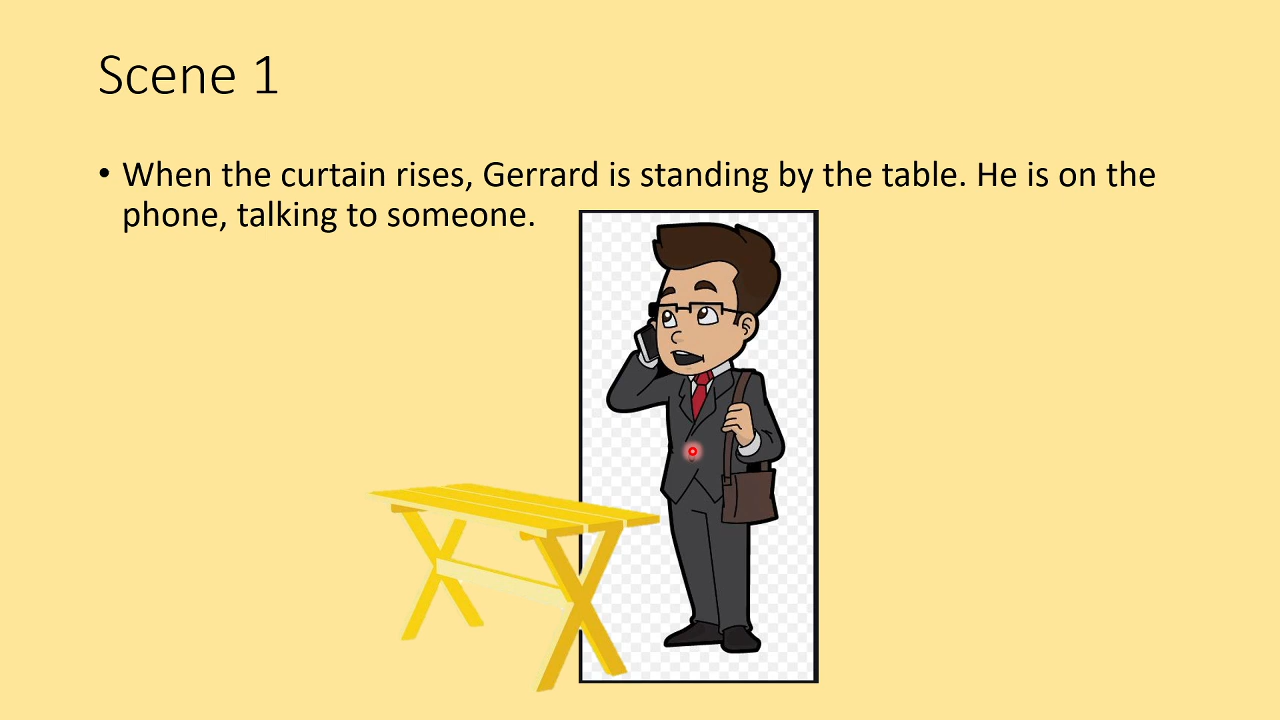 Scene 1
• When the curtain rises, Gerrard is standing by the table. He is on the
phone, talking to someone.